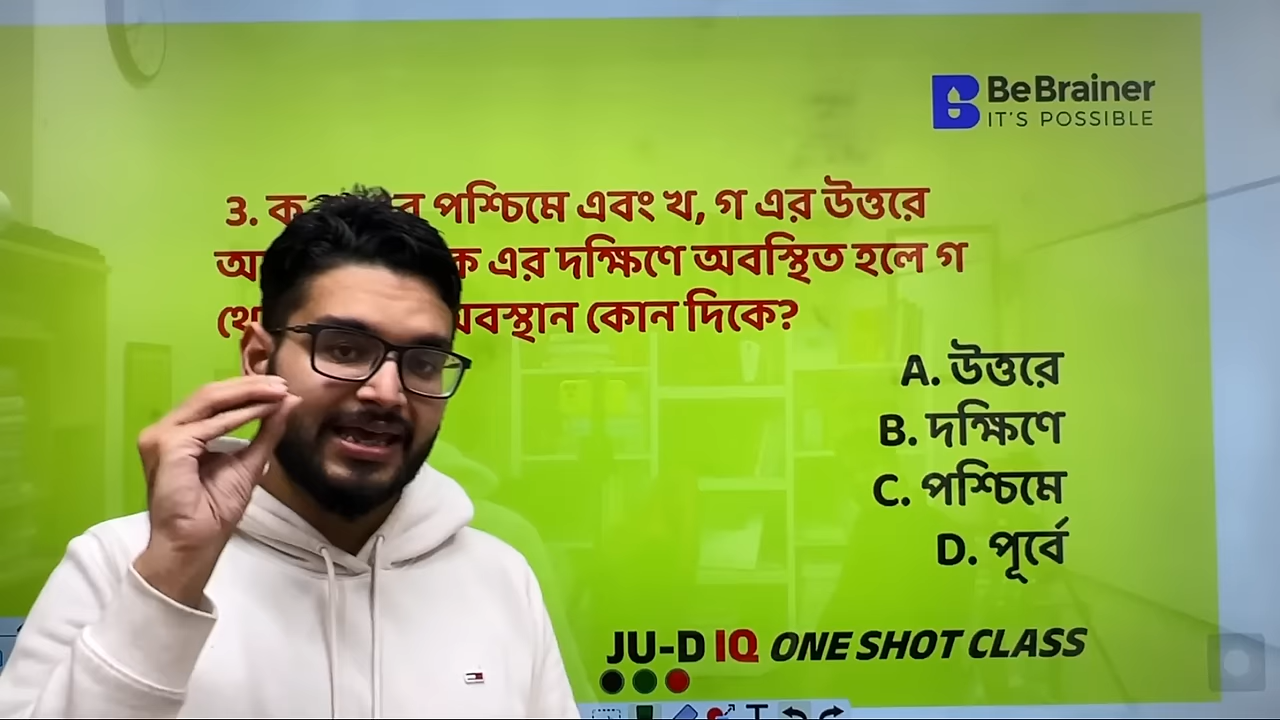 BeBrainer
IT'S POSSIBLE
3. ক পশ্চিমে এবং খ, গ এর উত্তরে
এর দক্ষিণে অবস্থিত হলে গ
কোন দিকে?
A. উত্তরে
B. দক্ষিণে
C. পশ্চিমে
D. পূর্বে
JU-D IQ ONE SHOT CLASS